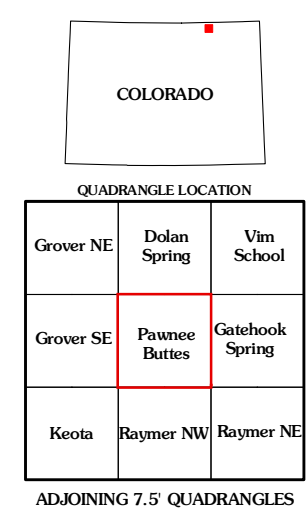 COLORADO
QUADRANGLE LOCATION
Grover NE
Dolan
Spring
Vim
School
Grover SE
Pawnee
Buttes
Gatehook
Spring
Keota
Raymer NW
Raymer NE
ADJOINING 7.5' QUADRANGLES